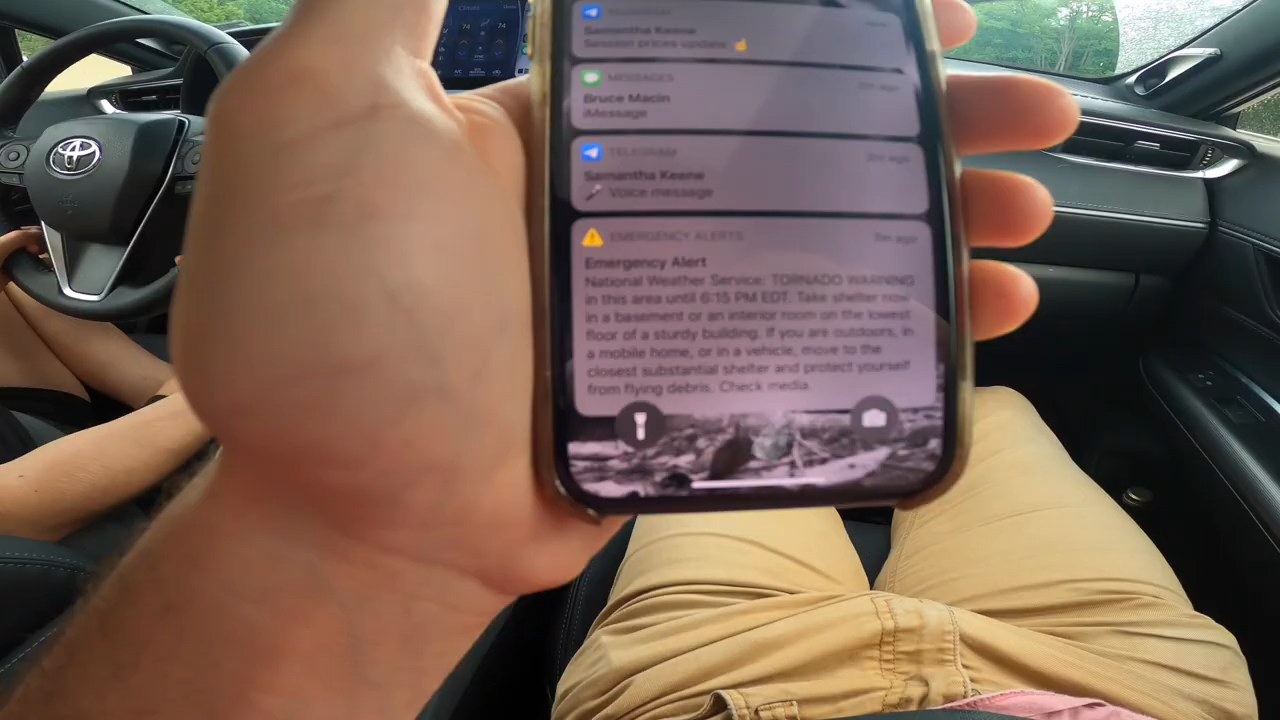 Samantha Keene
Session prices update 👆
MESSAGES
Bruce Macin
iMessage
TELEGRAM
2m ago
Samantha Keene
Voice message
EMERGENCY ALERTS
Emergency Alert
National Weather Service: TORNADO WARNING
in this area until 6:15 PM EDT. Take shelter now
in a basement or an interior room on the lowest
floor of a sturdy building. If you are outdoors, in
a mobile home, or in a vehicle, move to the
closest substantial shelter and protect yourself
from flying debris. Check media.